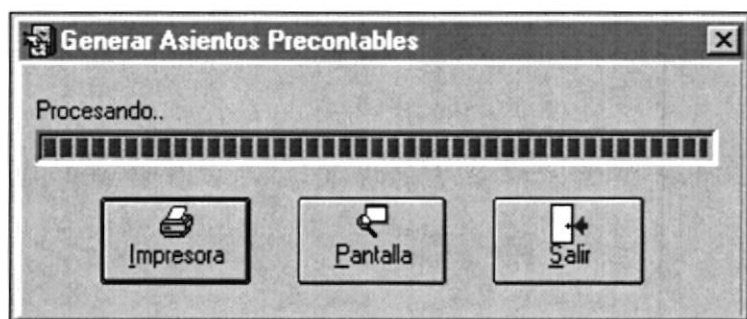 Generar Asientos Precontables
Procesando..
Impresora Pantalla Salir